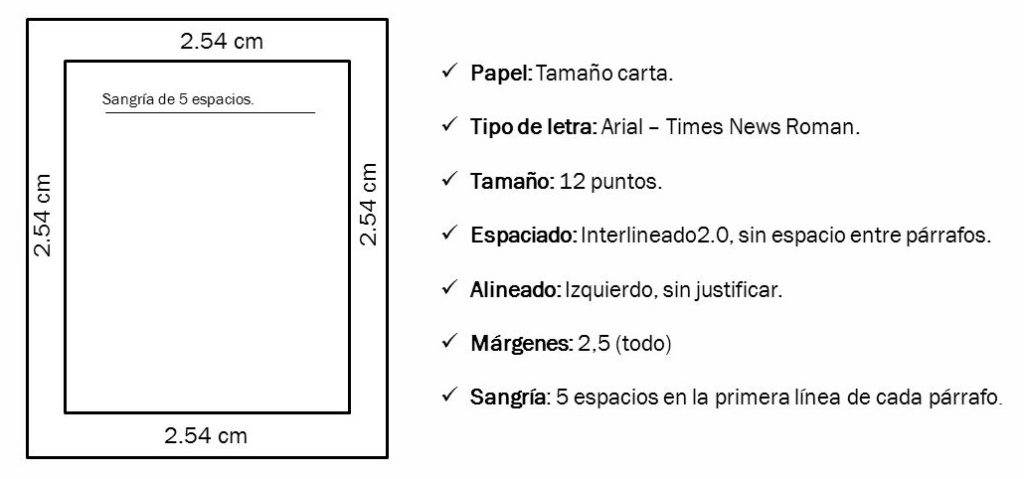 2.54 cm
Sangría de 5 espacios.
2.54 cm
2.54 cm
2.54 cm
✓ Papel: Tamaño carta.
✓ Tipo de letra: Arial – Times News Roman.
✓ Tamaño: 12 puntos.
✓ Espaciado: Interlineado2.0, sin espacio entre párrafos.
✓ Alineado: Izquierdo, sin justificar.
✓ Márgenes: 2,5 (todo)
✓ Sangría: 5 espacios en la primera línea de cada párrafo.